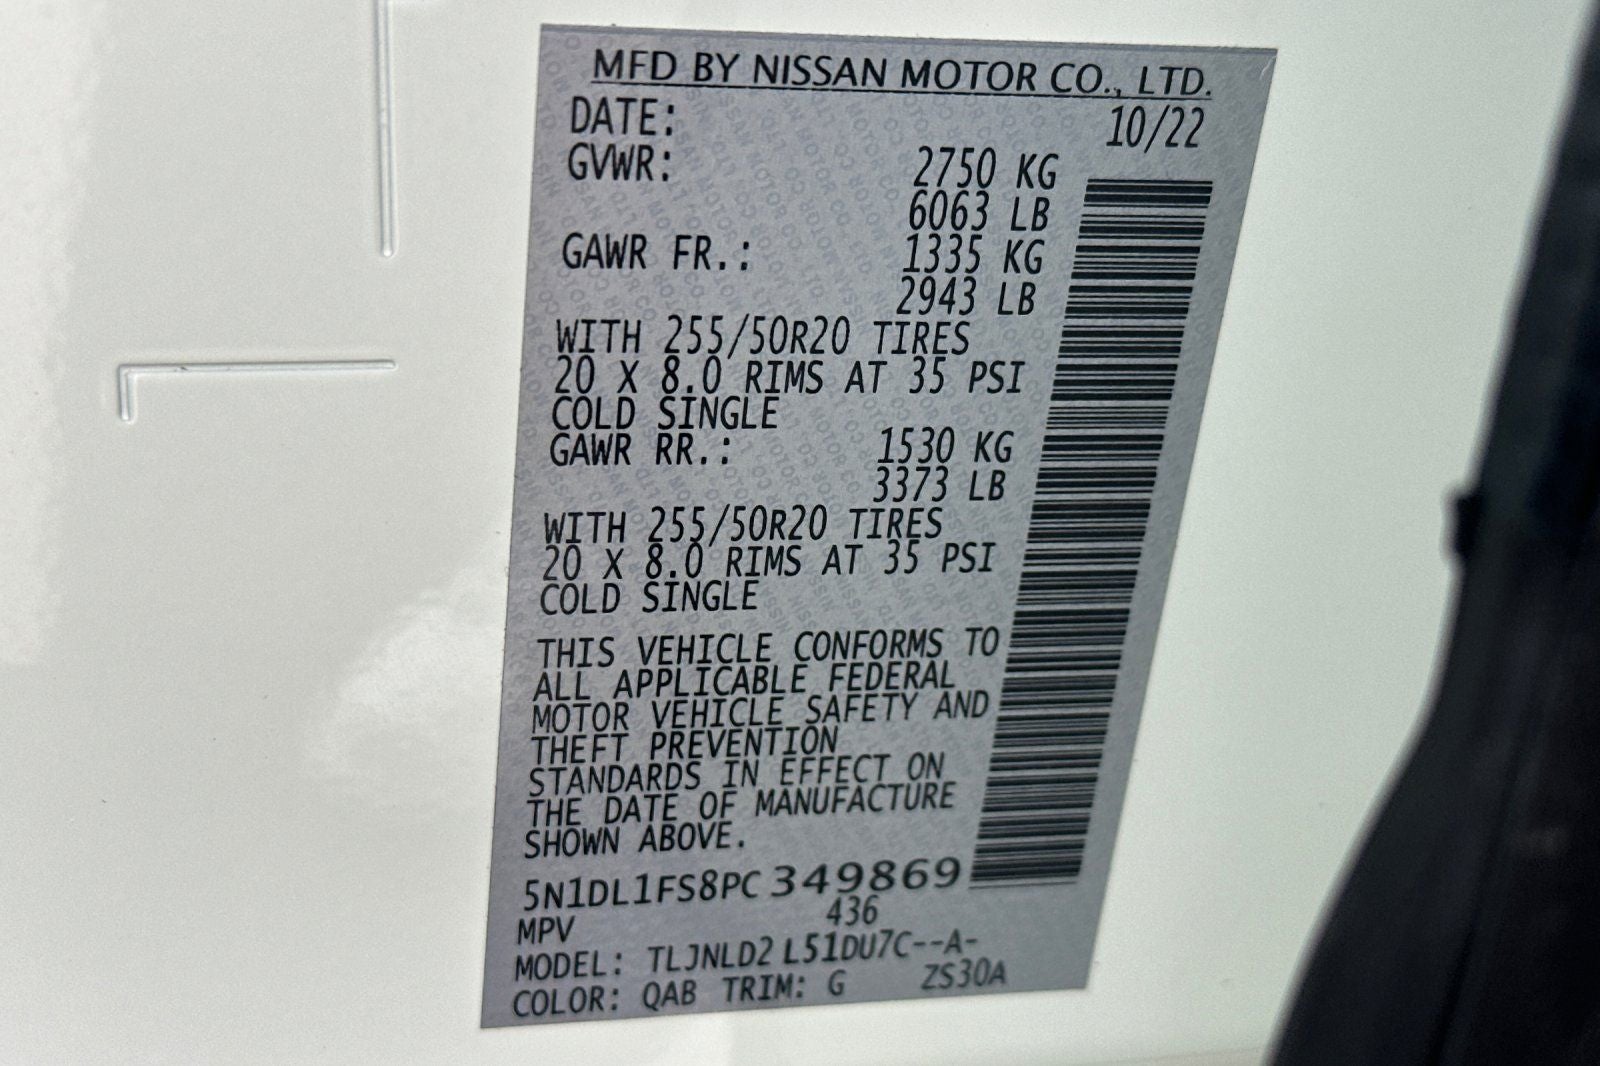 MFD BY NISSAN MOTOR CO., LTD.
DATE: 10/22
GVWR: 2750 KG
6063 LB
GAWR FR.: 1335 KG
2943 LB
WITH 255/50R20 TIRES
20 X 8.0 RIMS AT 35 PSI
COLD SINGLE
GAWR RR.: 1530 KG
3373 LB
WITH 255/50R20 TIRES
20 X 8.0 RIMS AT 35 PSI
COLD SINGLE
THIS VEHICLE CONFORMS TO
ALL APPLICABLE FEDERAL
MOTOR VEHICLE SAFETY AND
THEFT PREVENTION
STANDARDS IN EFFECT ON
THE DATE OF MANUFACTURE
SHOWN ABOVE.
5N1DL1FS8PC349869
MPV 436
MODEL: TLJNLD2 L51DU7C--A-
COLOR: QAB TRIM: G ZS30A